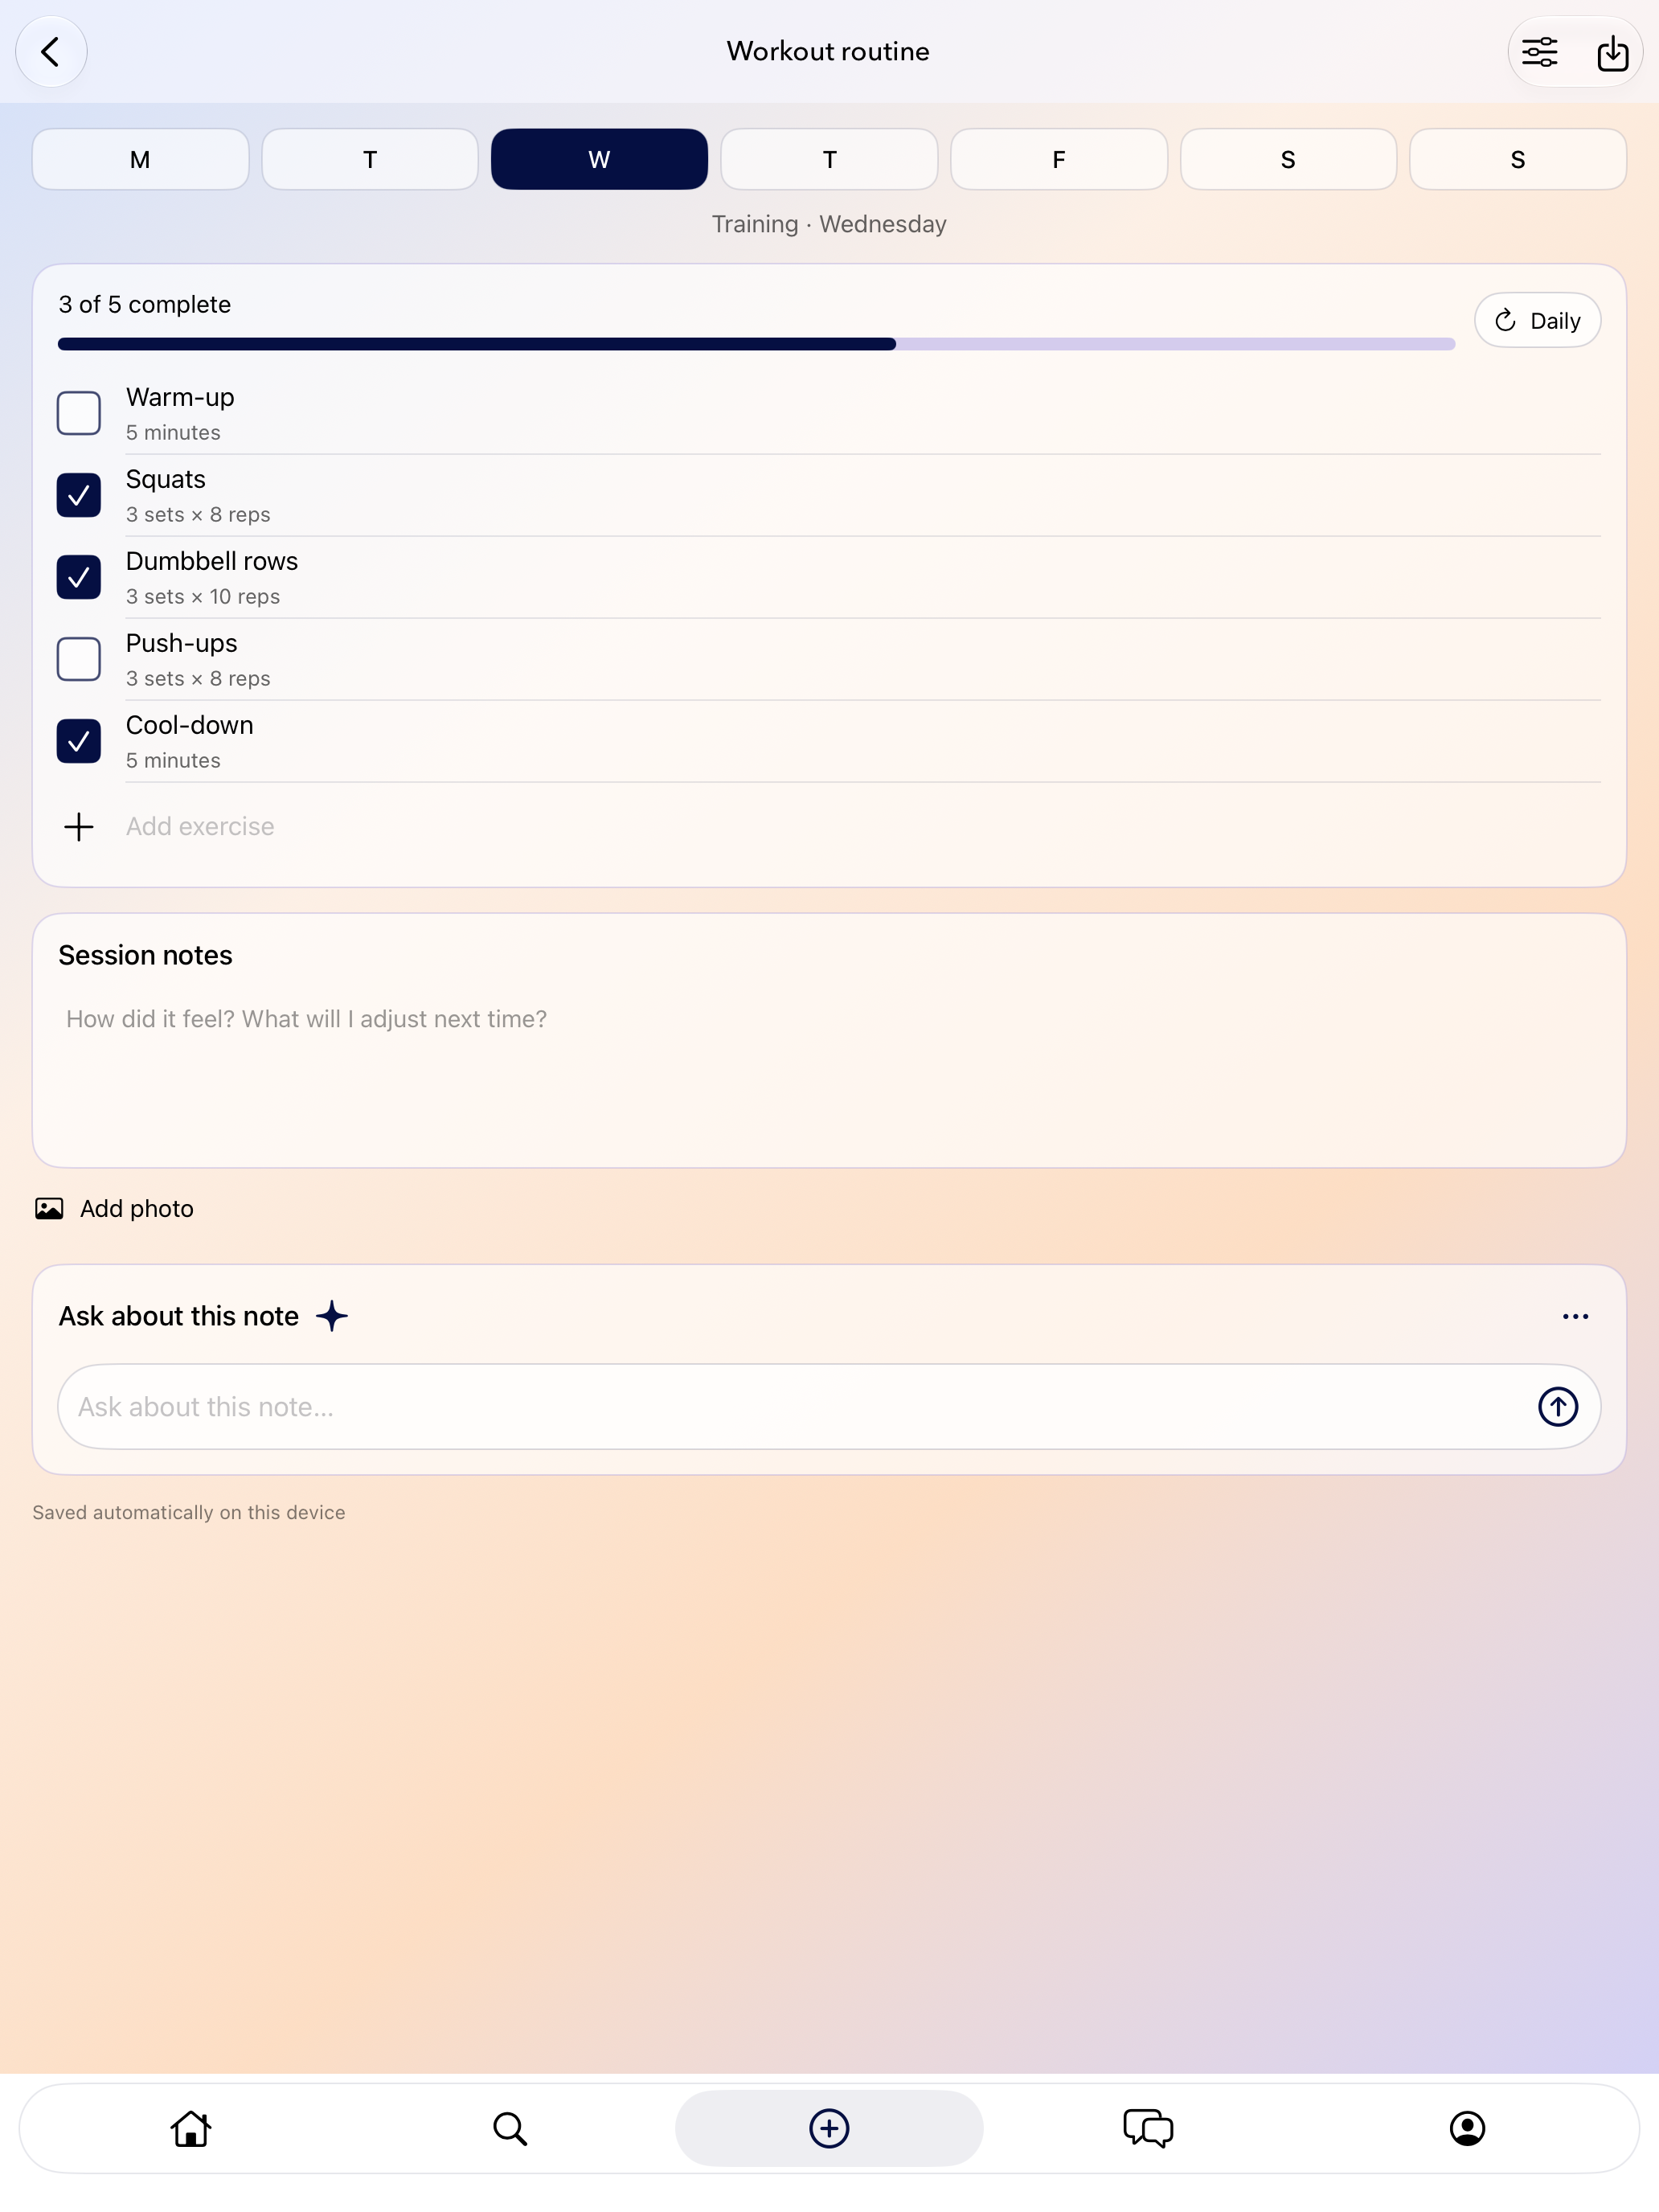 Workout routine
M T W T F S S
Training · Wednesday
3 of 5 complete
Daily
Warm-up
5 minutes
Squats
3 sets × 8 reps
Dumbbell rows
3 sets × 10 reps
Push-ups
3 sets × 8 reps
Cool-down
5 minutes
Add exercise
Session notes
How did it feel? What will I adjust next time?
Add photo
Ask about this note
Ask about this note...
Saved automatically on this device